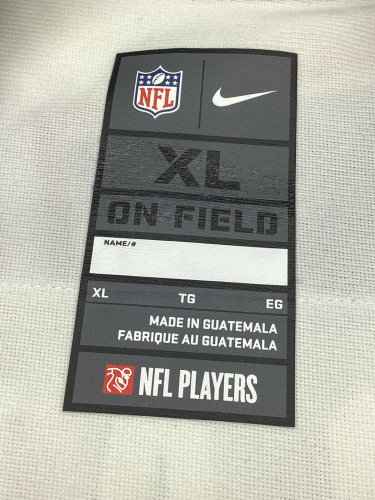 NFL
XL
ON FIELD
NAME/#
XL TG EG
MADE IN GUATEMALA
FABRIQUE AU GUATEMALA
NFL PLAYERS